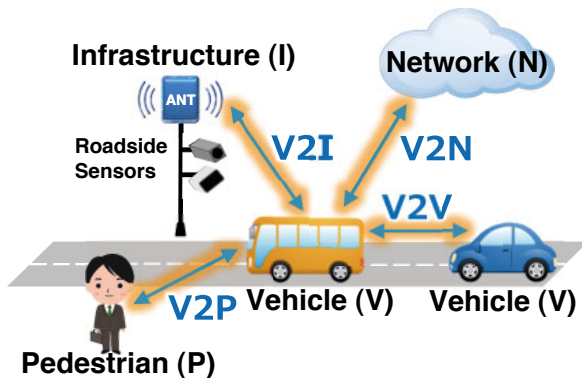 Infrastructure (I)
Network (N)
ANT
Roadside
Sensors
V2I
V2N
V2V
V2P
Vehicle (V)
Vehicle (V)
Pedestrian (P)